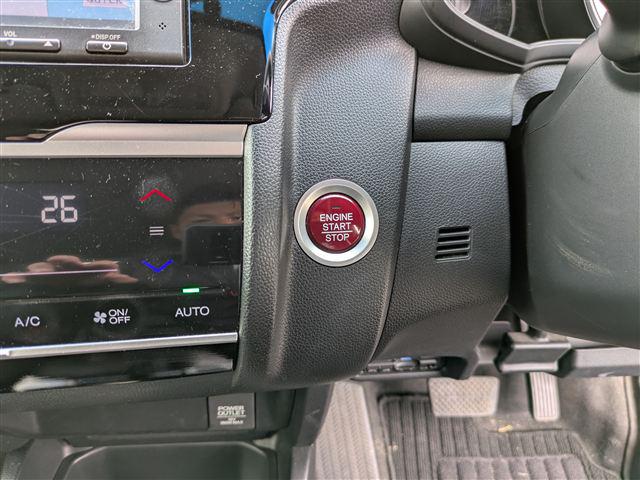 VOL
*DISP.OFF
26
ENGINE
START
STOP
A/C
ON/
OFF
AUTO
POWER
OUTLET